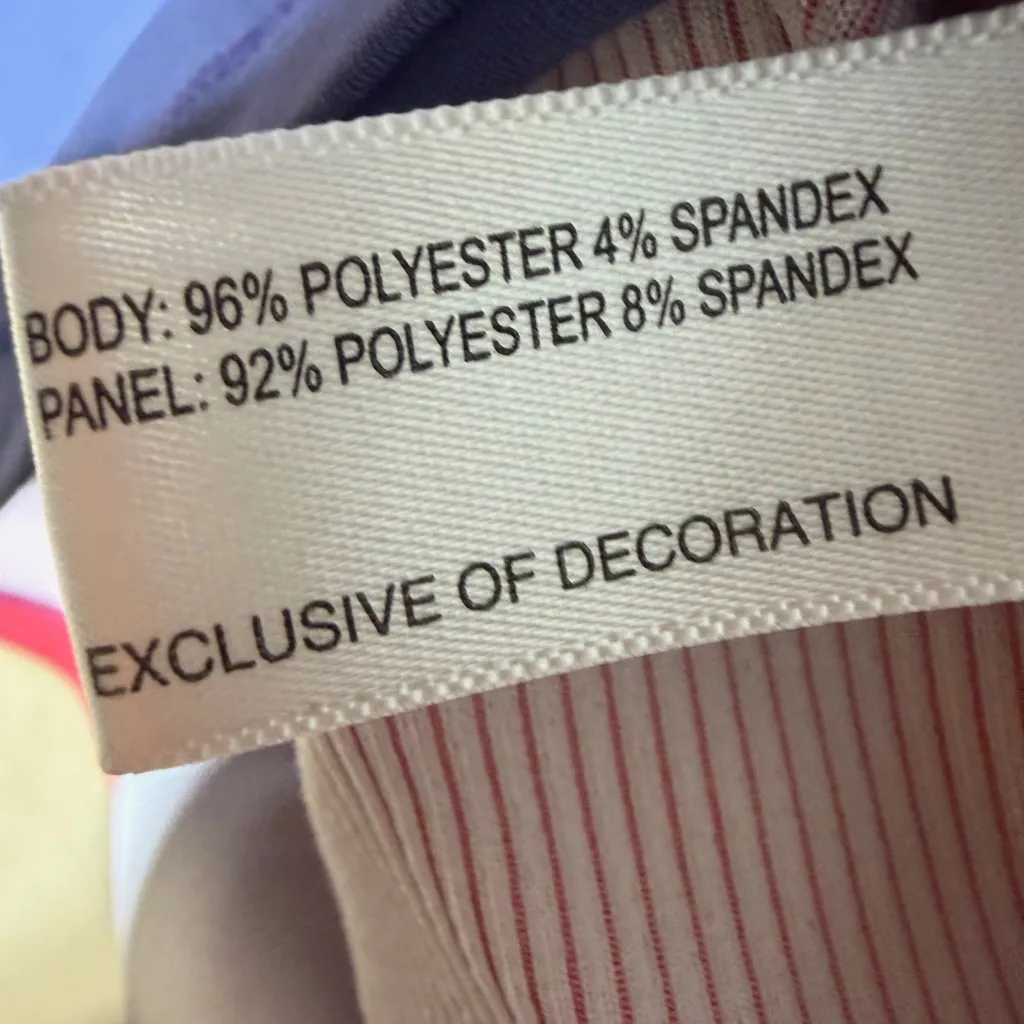 BODY: 96% POLYESTER 4% SPANDEX
PANEL: 92% POLYESTER 8% SPANDEX
EXCLUSIVE OF DECORATION